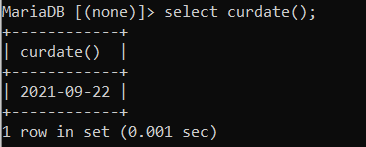 MariaDB [(none)]> select curdate();
+------------+
| curdate()  |
+------------+
| 2021-09-22 |
+------------+
1 row in set (0.001 sec)